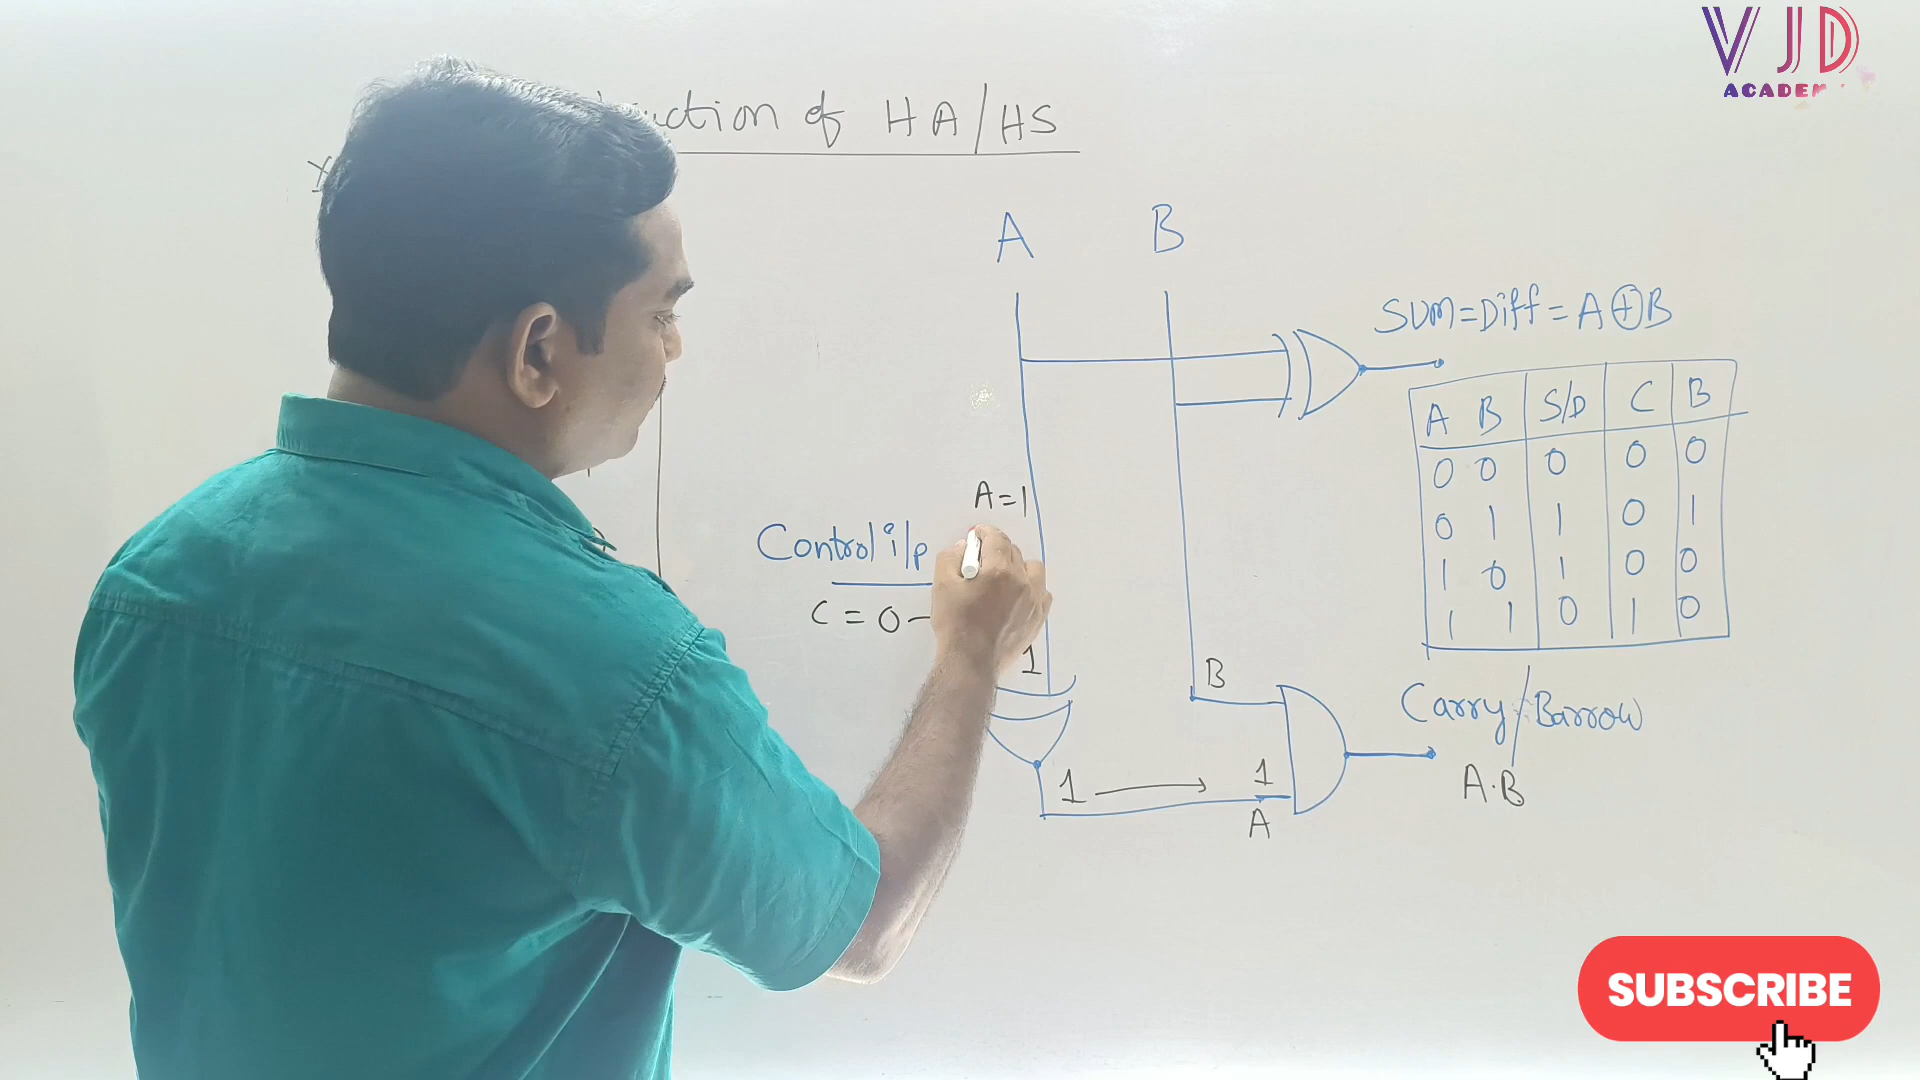 VJD
ACADEM
uction of HA/HS
A B
SUM=Diff = A⊕B
A B S/D C B
0 0 0 0 0
0 1 1 0 1
1 0 1 0 0
1 1 0 1 0
A=1
Control i/p
C = 0
1
B
Carry/Barrow
1
1
A
A.B
SUBSCRIBE